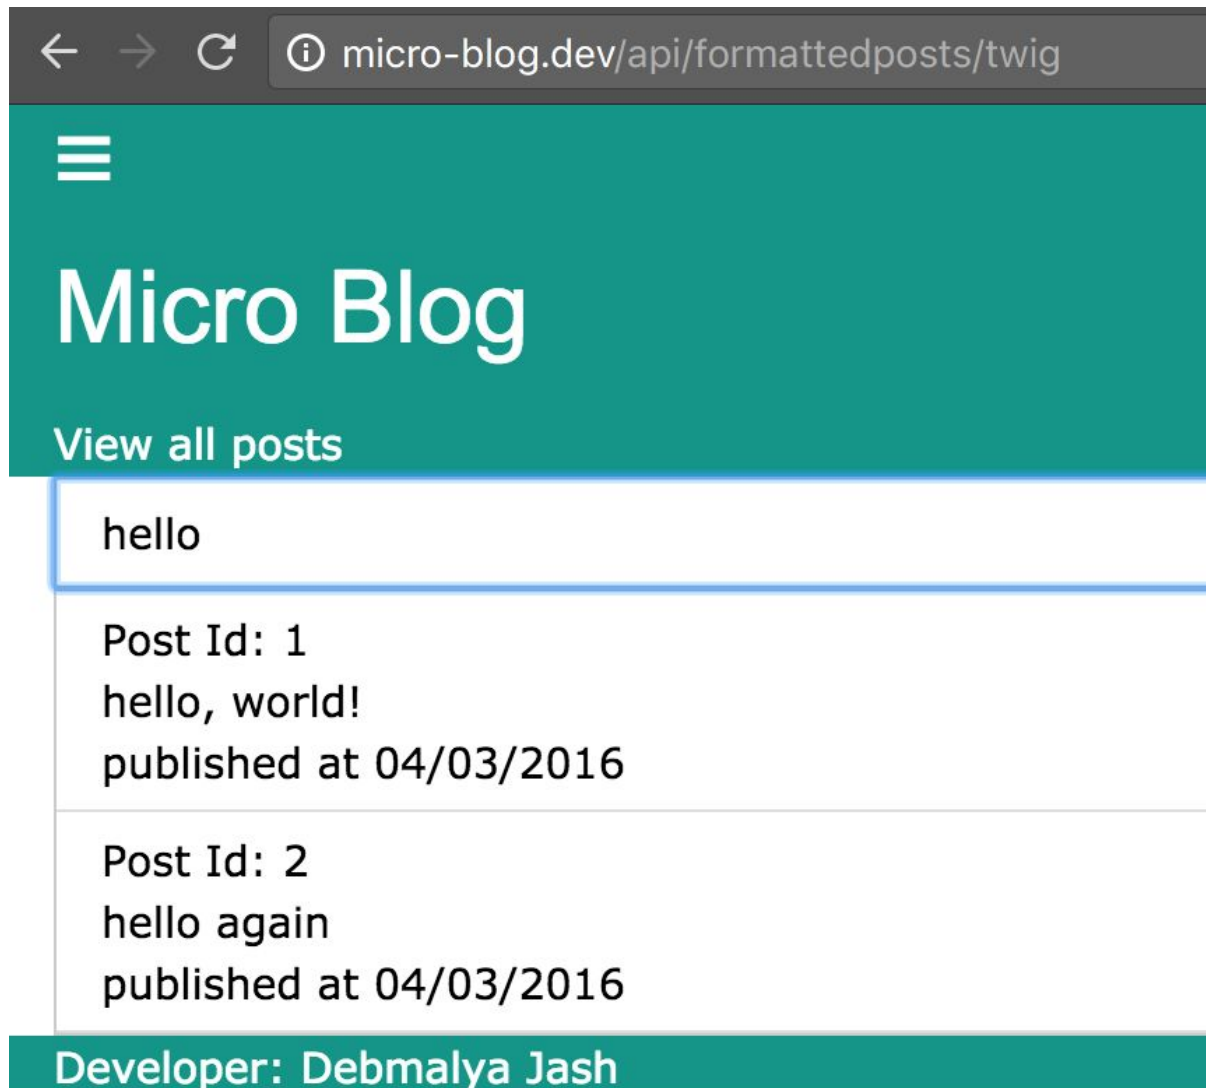 micro-blog.dev/api/formattedposts/twig
Micro Blog
View all posts
hello
Post Id: 1
hello, world!
published at 04/03/2016
Post Id: 2
hello again
published at 04/03/2016
Developer: Debmalya Jash